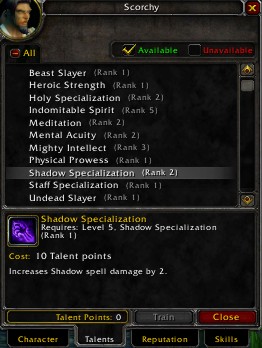 Scorchy
All
Available
Unavailable
Beast Slayer (Rank 1)
Heroic Strength (Rank 1)
Holy Specialization (Rank 2)
Indomitable Spirit (Rank 5)
Meditation (Rank 2)
Mental Acuity (Rank 2)
Mighty Intellect (Rank 3)
Physical Prowess (Rank 1)
Shadow Specialization (Rank 2)
Staff Specialization (Rank 1)
Undead Slayer (Rank 1)
Shadow Specialization
Requires: Level 5, Shadow Specialization
(Rank 1)
Cost: 10 Talent points
Increases Shadow spell damage by 2.
Talent Points: 0
Train
Close
Character
Talents
Reputation
Skills